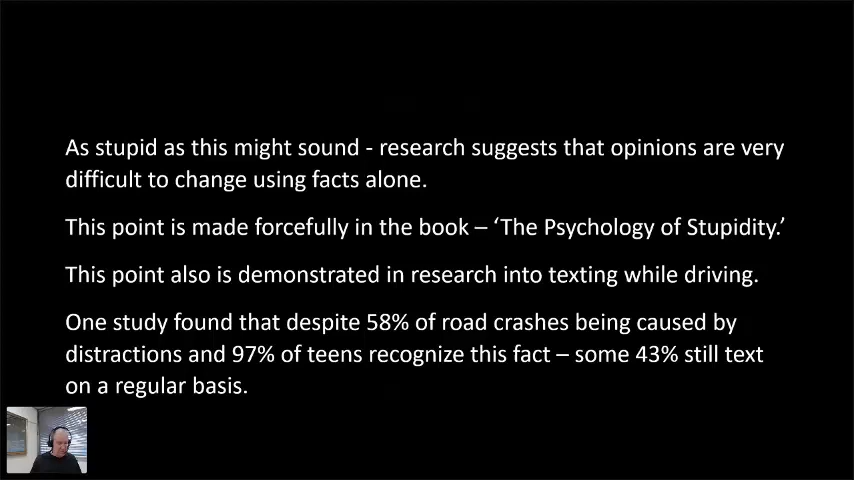 As stupid as this might sound - research suggests that opinions are very
difficult to change using facts alone.
This point is made forcefully in the book – ‘The Psychology of Stupidity.’
This point also is demonstrated in research into texting while driving.
One study found that despite 58% of road crashes being caused by
distractions and 97% of teens recognize this fact – some 43% still text
on a regular basis.